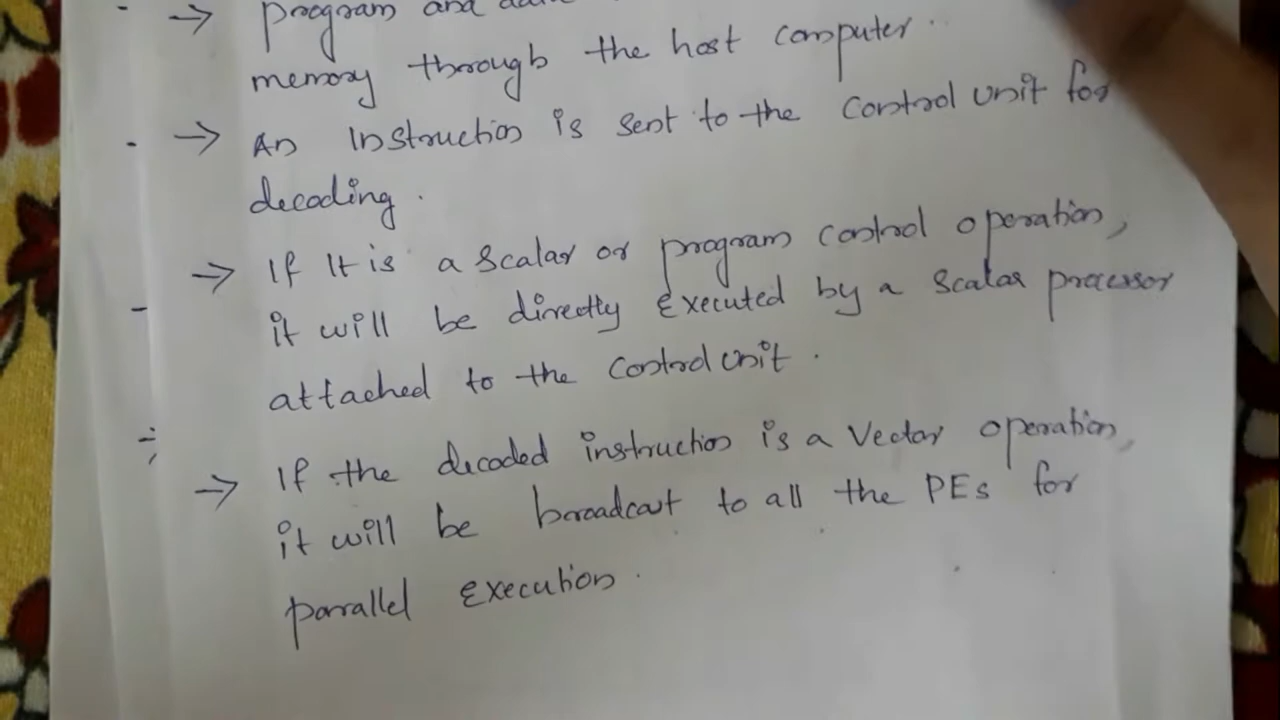 → program and data
memory through the host computer.
→ An Instruction is sent to the control unit for
decoding.
→ If It is a scalar or program control operation,
it will be directly executed by a scalar processor
attached to the control unit.
→ If the decoded instruction is a Vector operation,
it will be broadcast to all the PEs for
parallel execution.